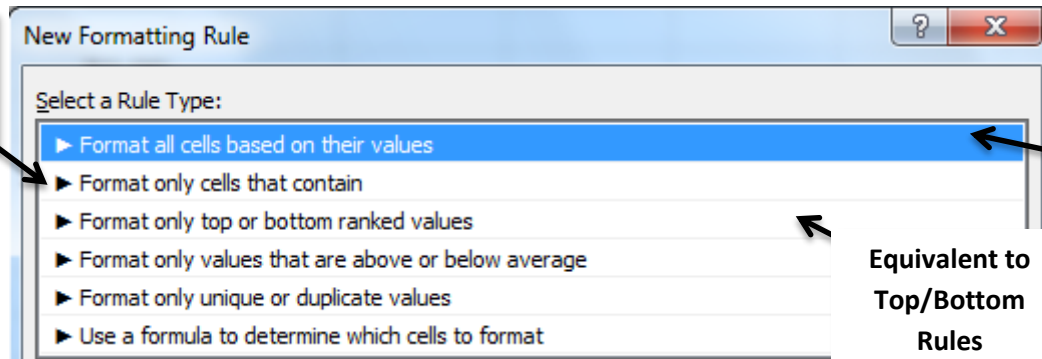 New Formatting Rule
?
X
Select a Rule Type:
► Format all cells based on their values
► Format only cells that contain
► Format only top or bottom ranked values
► Format only values that are above or below average
► Format only unique or duplicate values
► Use a formula to determine which cells to format
Equivalent to
Top/Bottom
Rules